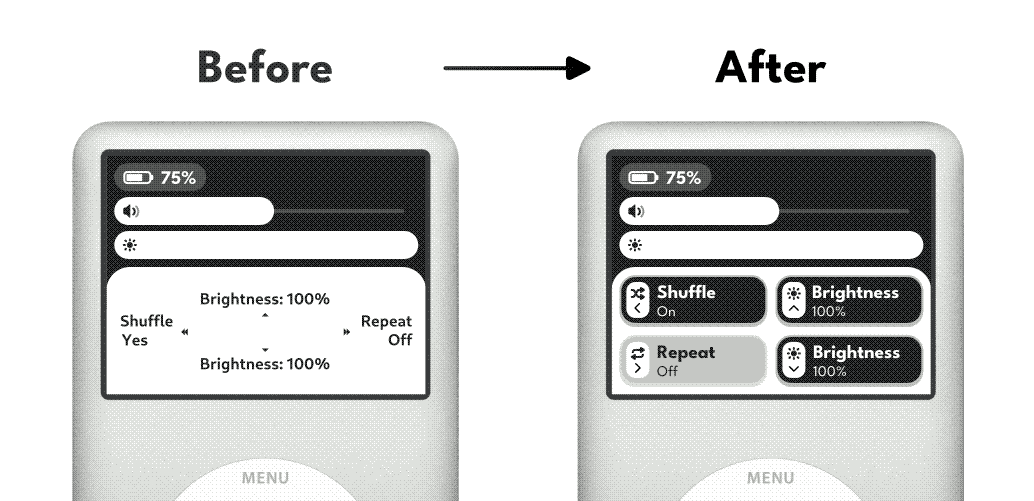 Before
After
75%
Brightness: 100%
Shuffle
Yes
Repeat
Off
Brightness: 100%
MENU
75%
Shuffle
On
Brightness
100%
Repeat
Off
Brightness
100%
MENU